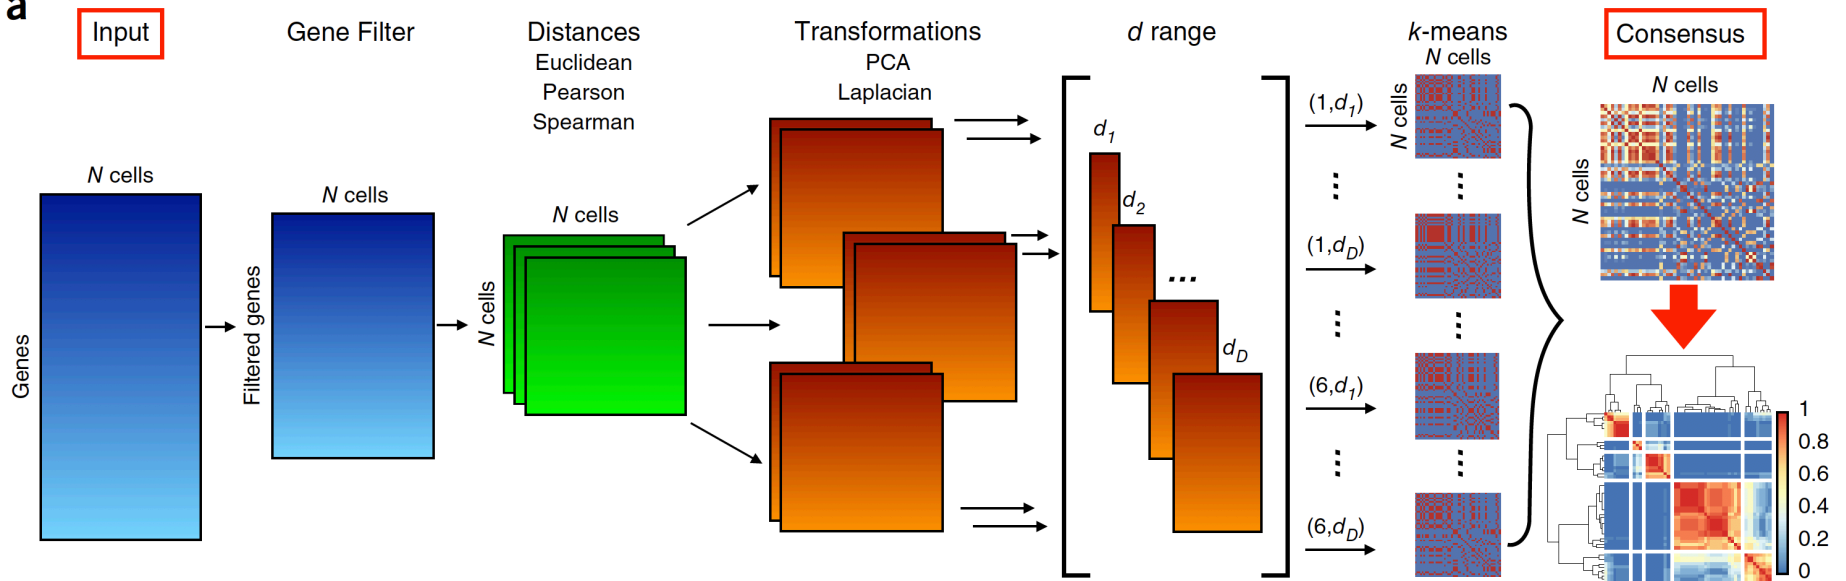 a
Input
Gene Filter
Distances
Euclidean
Pearson
Spearman
Transformations
PCA
Laplacian
d range
k-means
N cells
N cells
Consensus
N cells
N cells
N cells
Genes
N cells
Filtered genes
N cells
N cells
d1
d2
...
dD
(1,d1)
(1,dD)
(6,d1)
(6,dD)
1
0.8
0.6
0.4
0.2
0